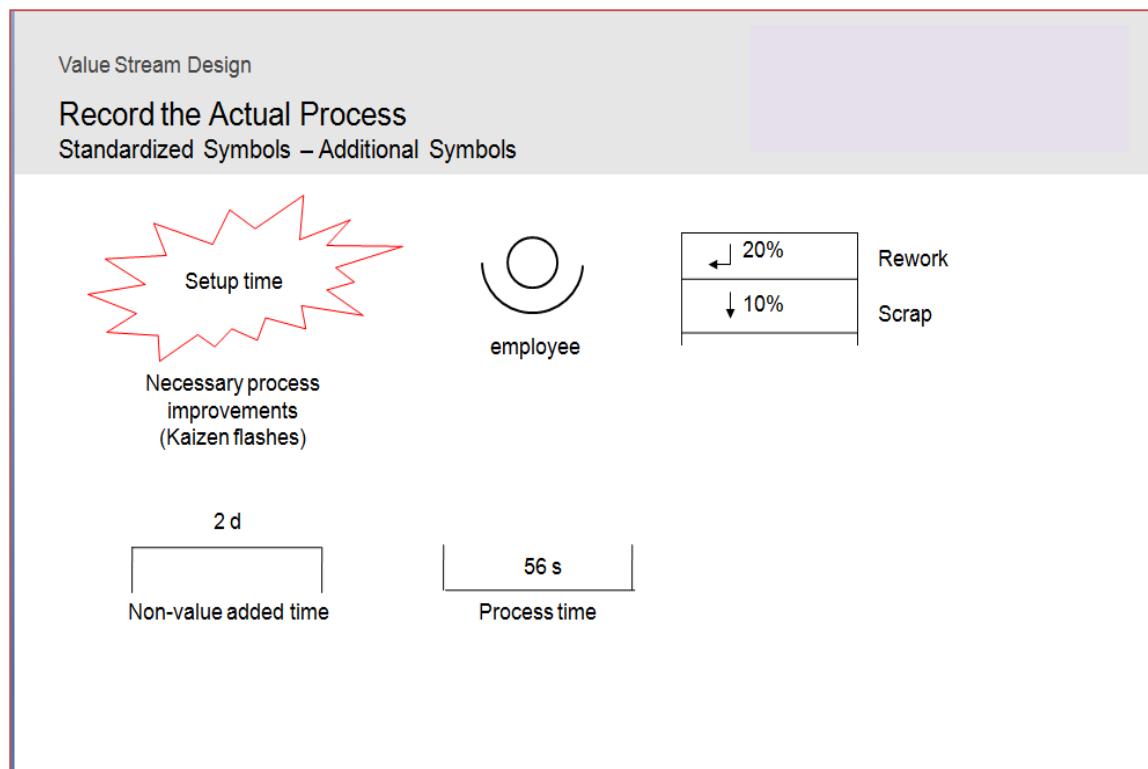 Value Stream Design
Record the Actual Process
Standardized Symbols – Additional Symbols
Setup time
Necessary process
improvements
(Kaizen flashes)
employee
20%
Rework
10%
Scrap
2 d
Non-value added time
56 s
Process time